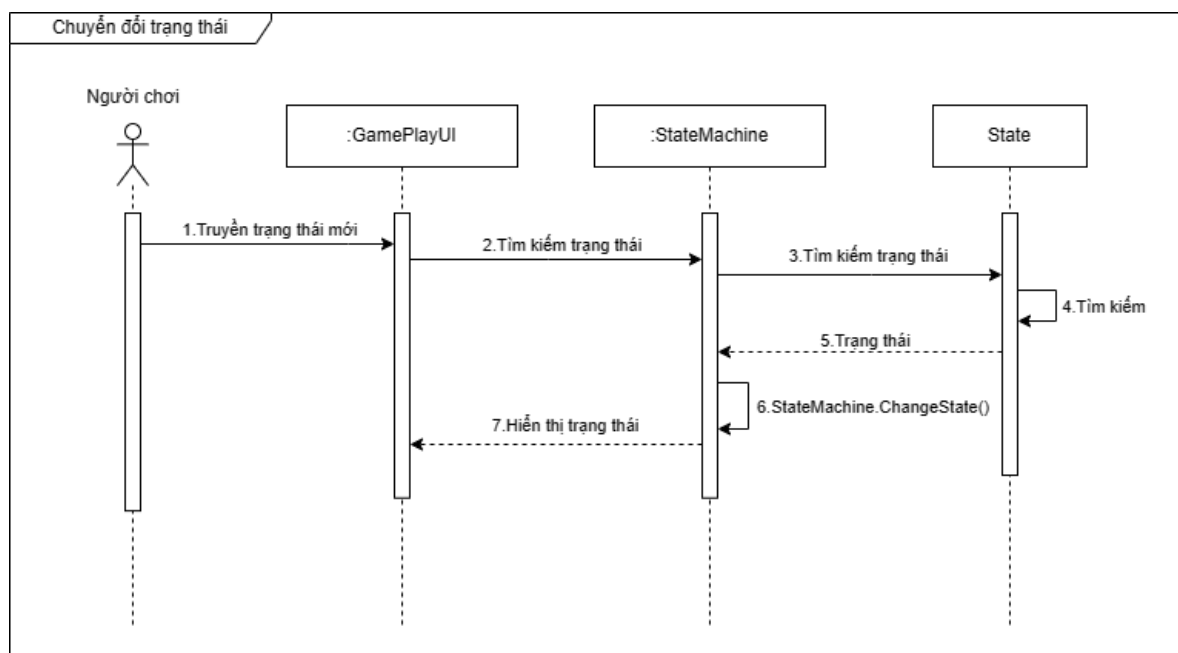 Chuyển đổi trạng thái
Người chơi
:GamePlayUI
:StateMachine
State
1.Truyền trạng thái mới
2.Tìm kiếm trạng thái
3.Tìm kiếm trạng thái
4.Tìm kiếm
5.Trạng thái
6.StateMachine.ChangeState()
7.Hiển thị trạng thái